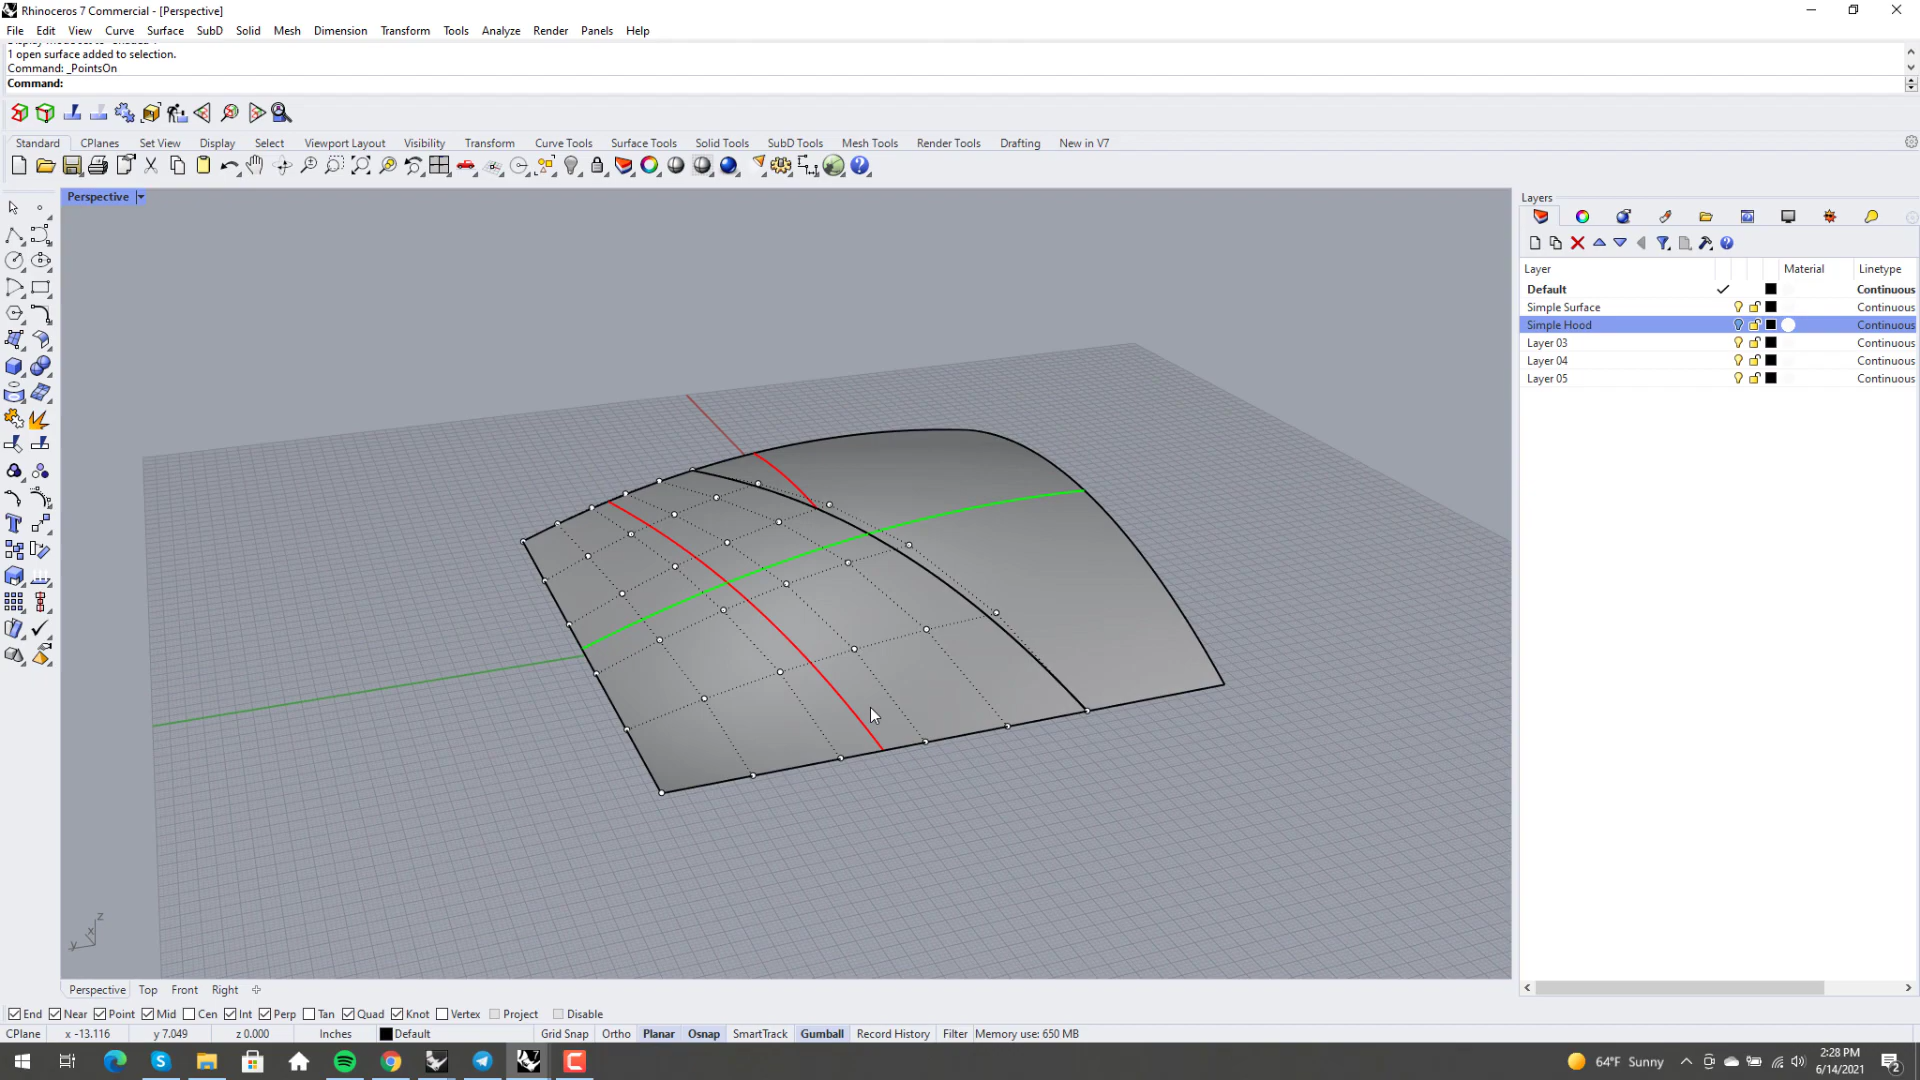 Rhinoceros 7 Commercial - [Perspective]
File Edit View Curve Surface SubD Solid Mesh Dimension Transform Tools Analyze Render Panels Help
1 open surface added to selection.
Command: _PointsOn
Command:
Standard CPlanes Set View Display Select Viewport Layout Visibility Transform Curve Tools Surface Tools Solid Tools SubD Tools Mesh Tools Render Tools Drafting New in V7
Perspective
Layers
Layer Material Linetype
Default Continuous
Simple Surface Continuous
Simple Hood Continuous
Layer 03 Continuous
Layer 04 Continuous
Layer 05 Continuous
z
x
y
Perspective Top Front Right
End Near Point Mid Cen Int Perp Tan Quad Knot Vertex Project Disable
CPlane x -13.116 y 7.049 z 0.000 Inches Default Grid Snap Ortho Planar Osnap SmartTrack Gumball Record History Filter Memory use: 650 MB
64°F Sunny
2:28 PM
6/14/2021
2